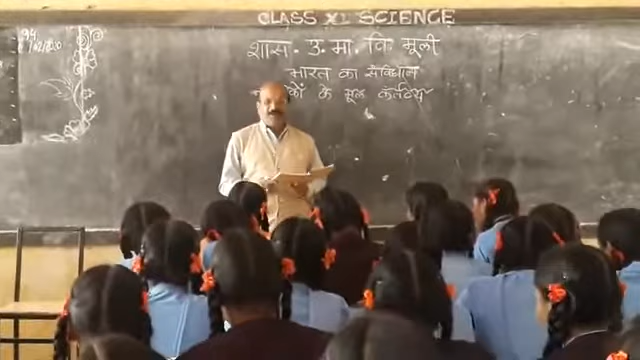 CLASS XI SCIENCE
शास. उ. मा. वि. मूली
भारत का संविधान
के मूल कर्तव्य